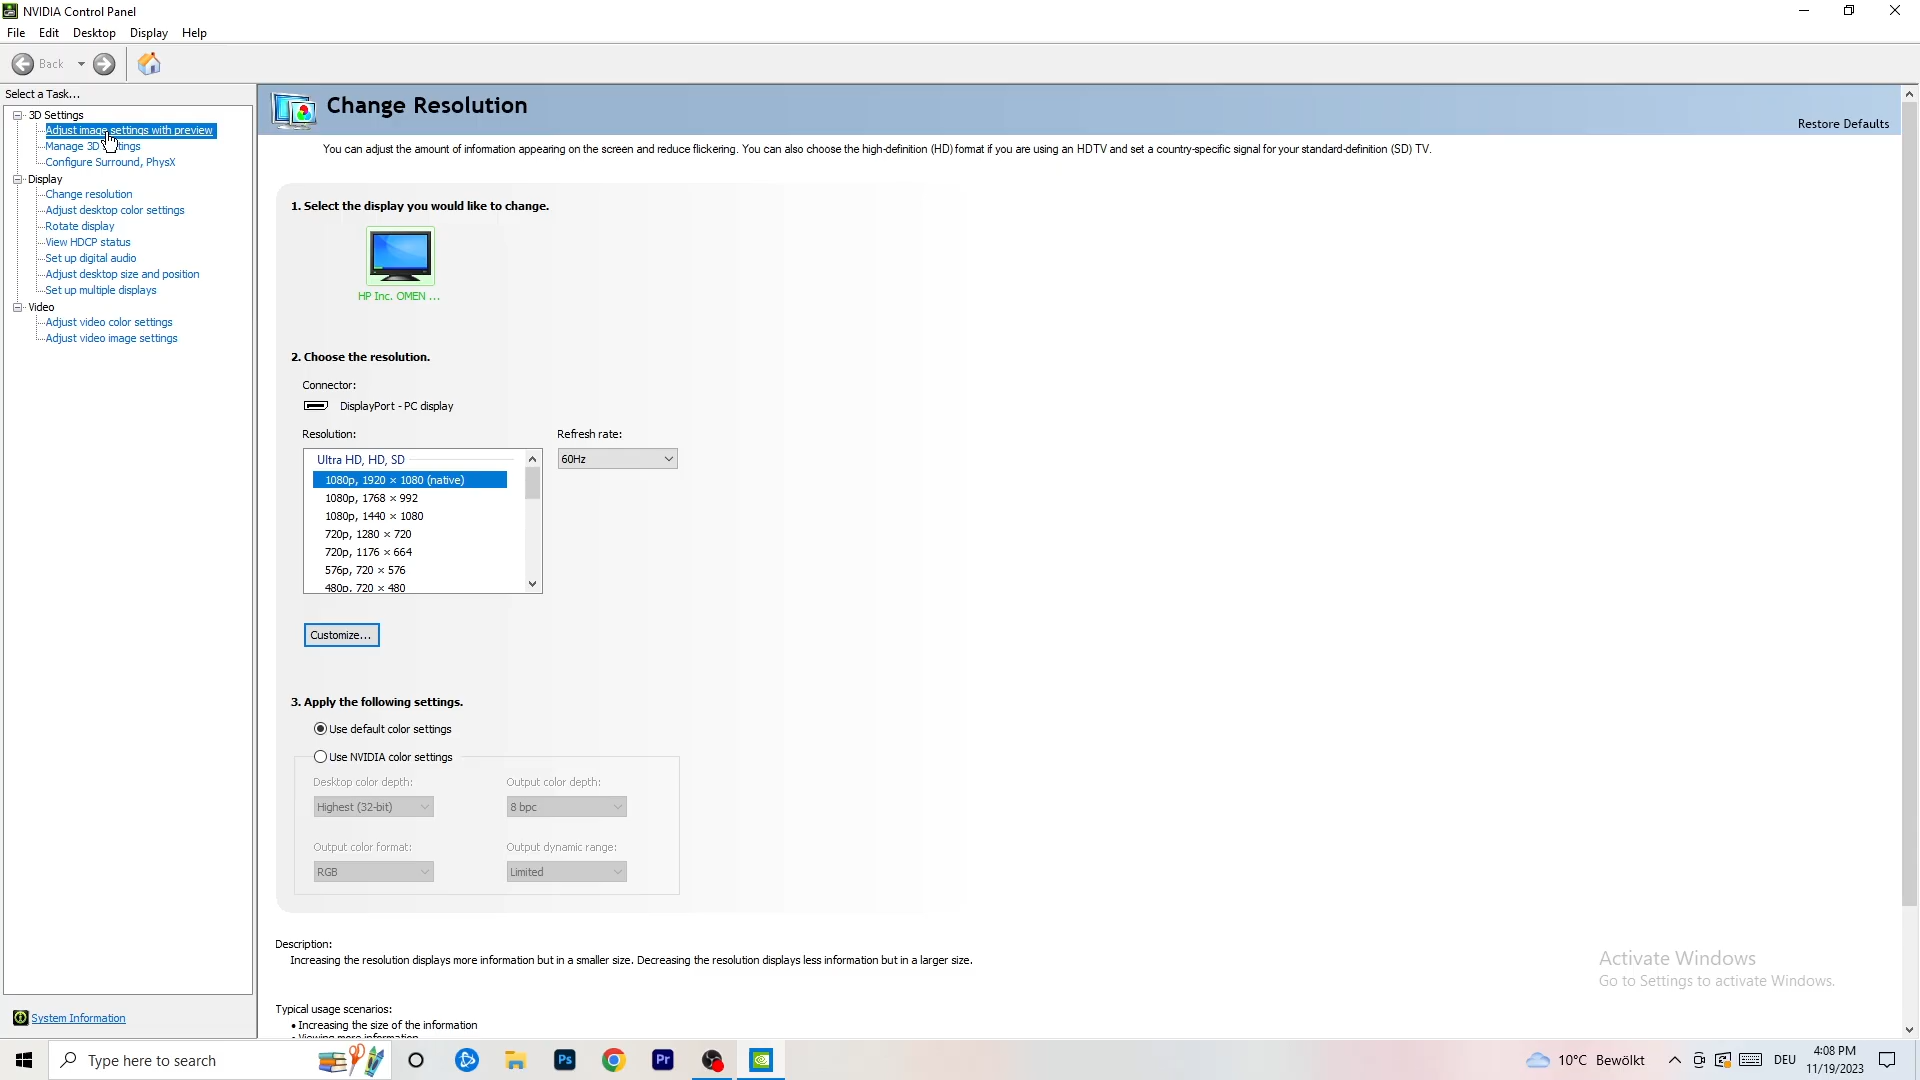 NVIDIA Control Panel
File Edit Desktop Display Help
Back
Select a Task...
3D Settings
Adjust image settings with preview
Manage 3D
Configure Surround, PhysX
Display
Change resolution
Adjust desktop color settings
Rotate display
View HDCP status
Set up digital audio
Adjust desktop size and position
Set up multiple displays
Video
Adjust video color settings
Adjust video image settings
System Information
Change Resolution
Restore Defaults
You can adjust the amount of information appearing on the screen and reduce flickering. You can also choose the high-definition (HD) format if you are using an HDTV and set a country-specific signal for your standard-definition (SD) TV.
1. Select the display you would like to change.
HP Inc. OMEN ...
2. Choose the resolution.
Connector:
DisplayPort - PC display
Resolution:
Refresh rate:
Ultra HD, HD, SD
60Hz
1080p, 1920 × 1080 (native)
1080p, 1768 × 992
1080p, 1440 × 1080
720p, 1280 × 720
720p, 1176 × 664
576p, 720 × 576
480p, 720 × 480
Customize...
3. Apply the following settings.
Use default color settings
Use NVIDIA color settings
Desktop color depth:
Output color depth:
Highest (32-bit)
8 bpc
Output color format:
Output dynamic range:
RGB
Limited
Description:
Increasing the resolution displays more information but in a smaller size. Decreasing the resolution displays less information but in a larger size.
Typical usage scenarios:
• Increasing the size of the information
• Viewing more information
Activate Windows
Go to Settings to activate Windows.
Type here to search
Ps
Pr
10°C Bewölkt
DEU
4:08 PM
11/19/2023